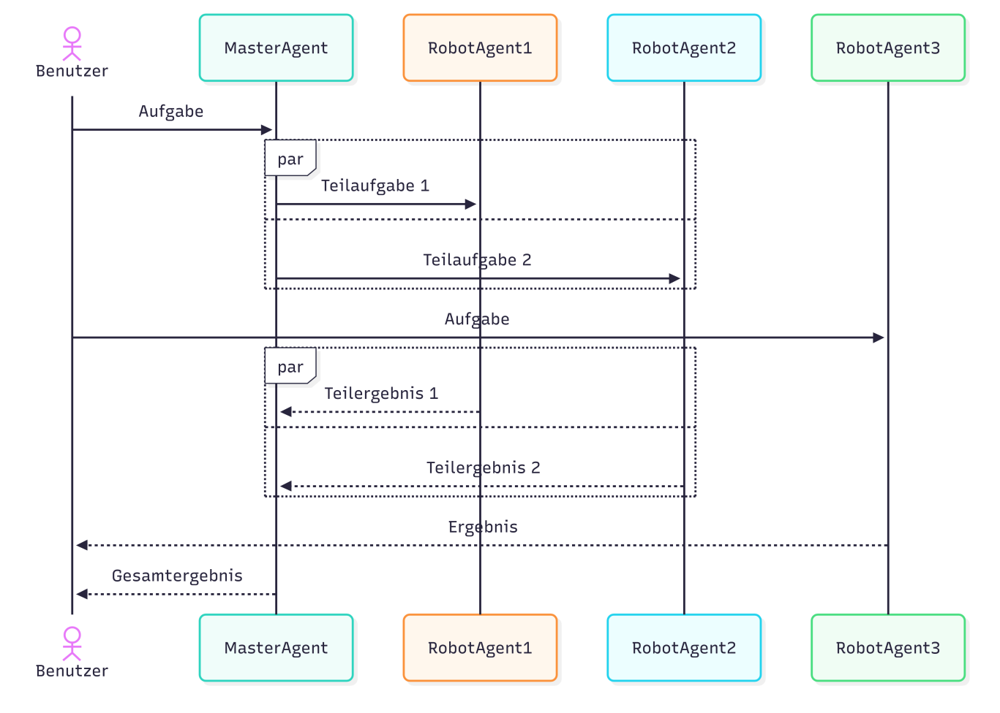 Benutzer
MasterAgent
RobotAgent1
RobotAgent2
RobotAgent3
Aufgabe
par
Teilaufgabe 1
Teilaufgabe 2
Aufgabe
par
Teilergebnis 1
Teilergebnis 2
Ergebnis
Gesamtergebnis
Benutzer
MasterAgent
RobotAgent1
RobotAgent2
RobotAgent3